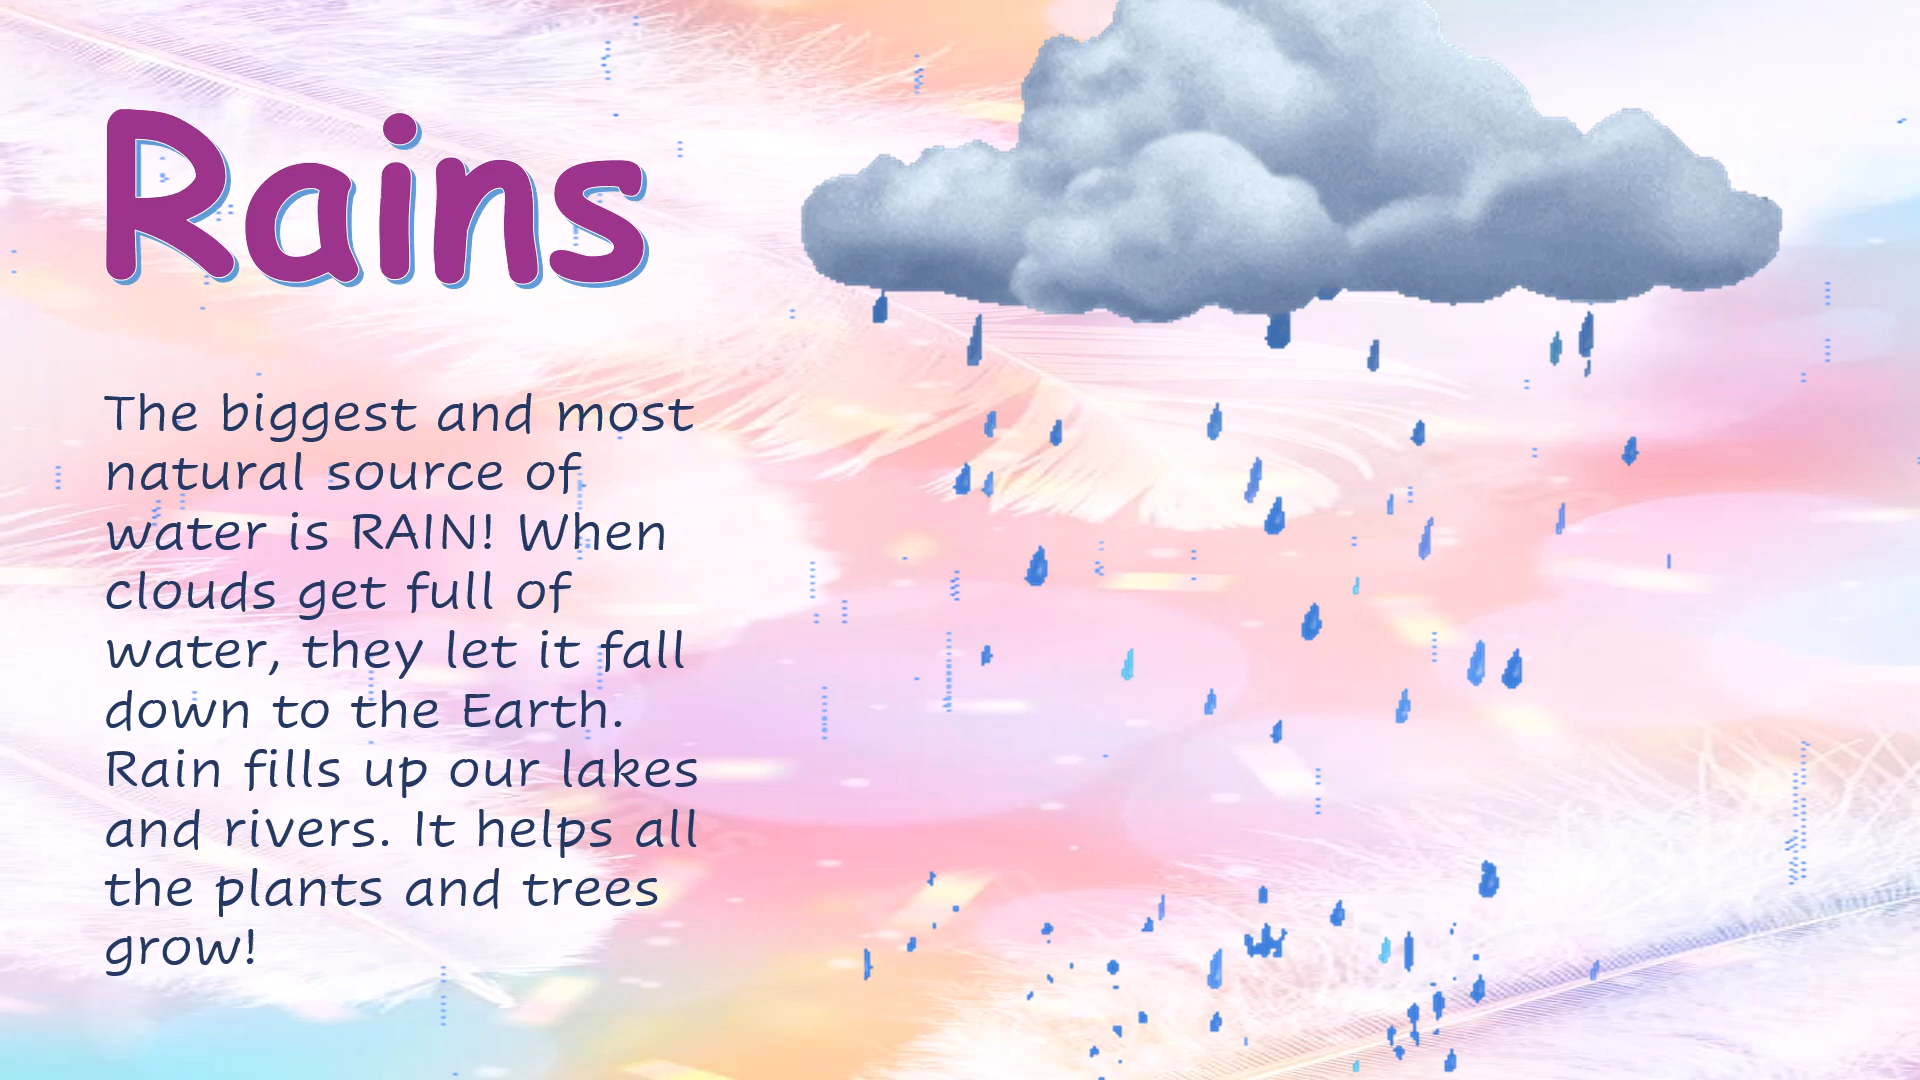 Rains
The biggest and most
natural source of
water is RAIN! When
clouds get full of
water, they let it fall
down to the Earth.
Rain fills up our lakes
and rivers. It helps all
the plants and trees
grow!